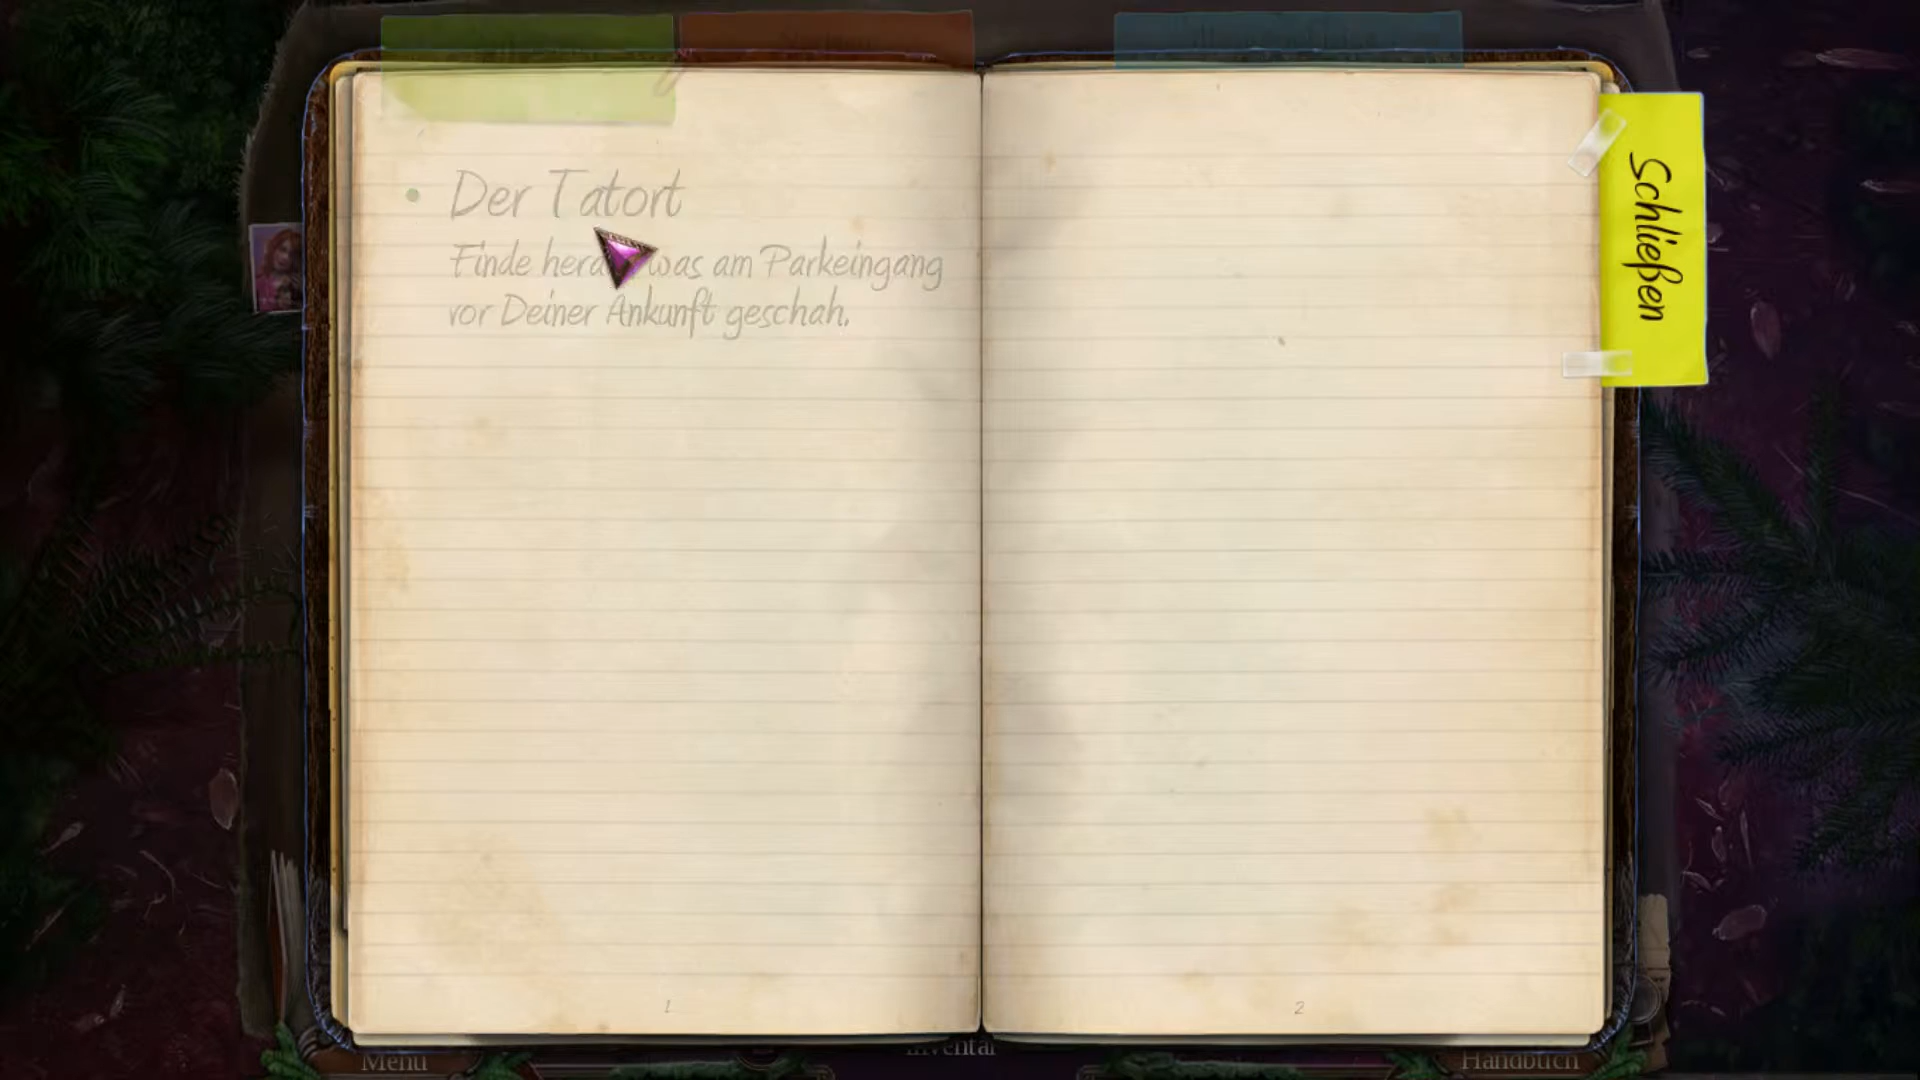 Der Tatort
Finde was am Parkeingang
vor Deiner Ankunft geschah.
Schließen
1
2
Menü
Inventar
Handbuch